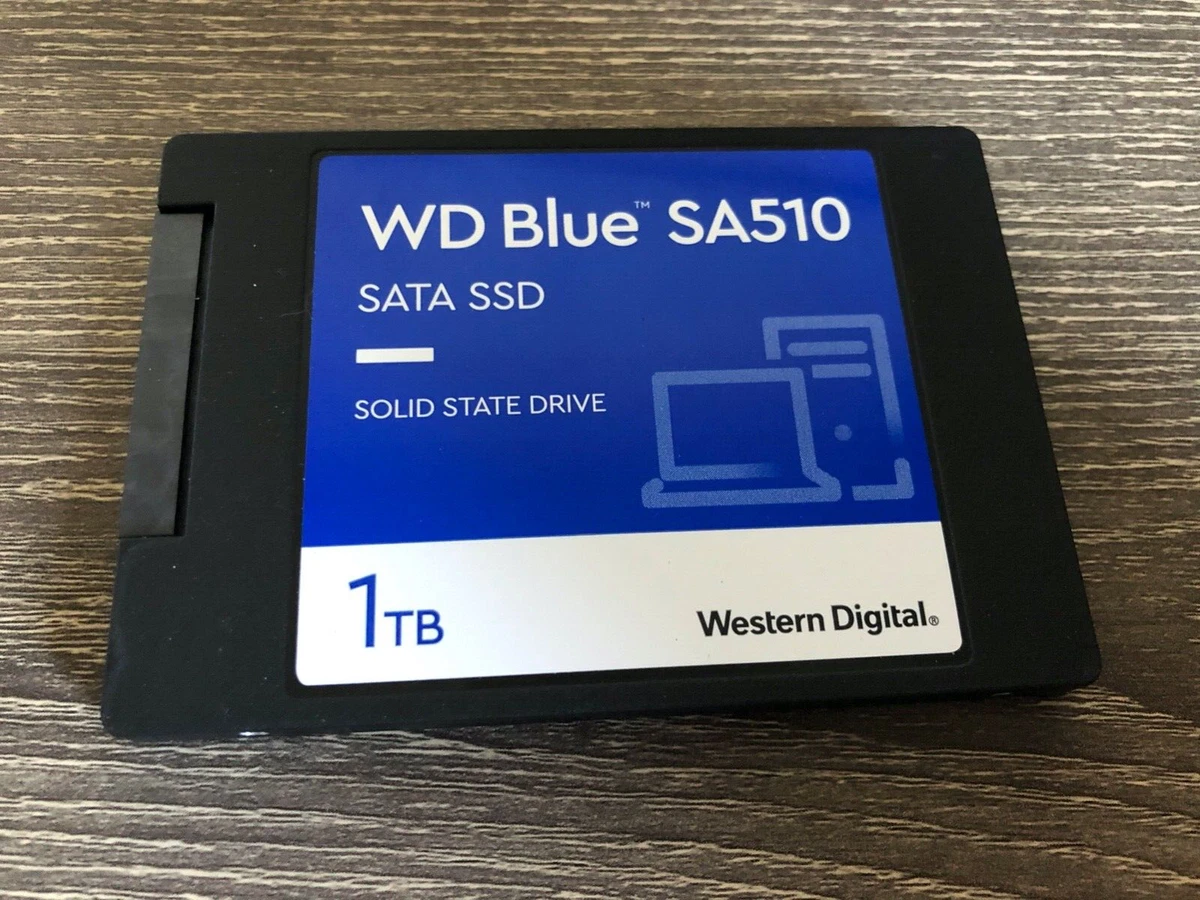 WD Blue™ SA510
SATA SSD
SOLID STATE DRIVE
1TB
Western Digital®